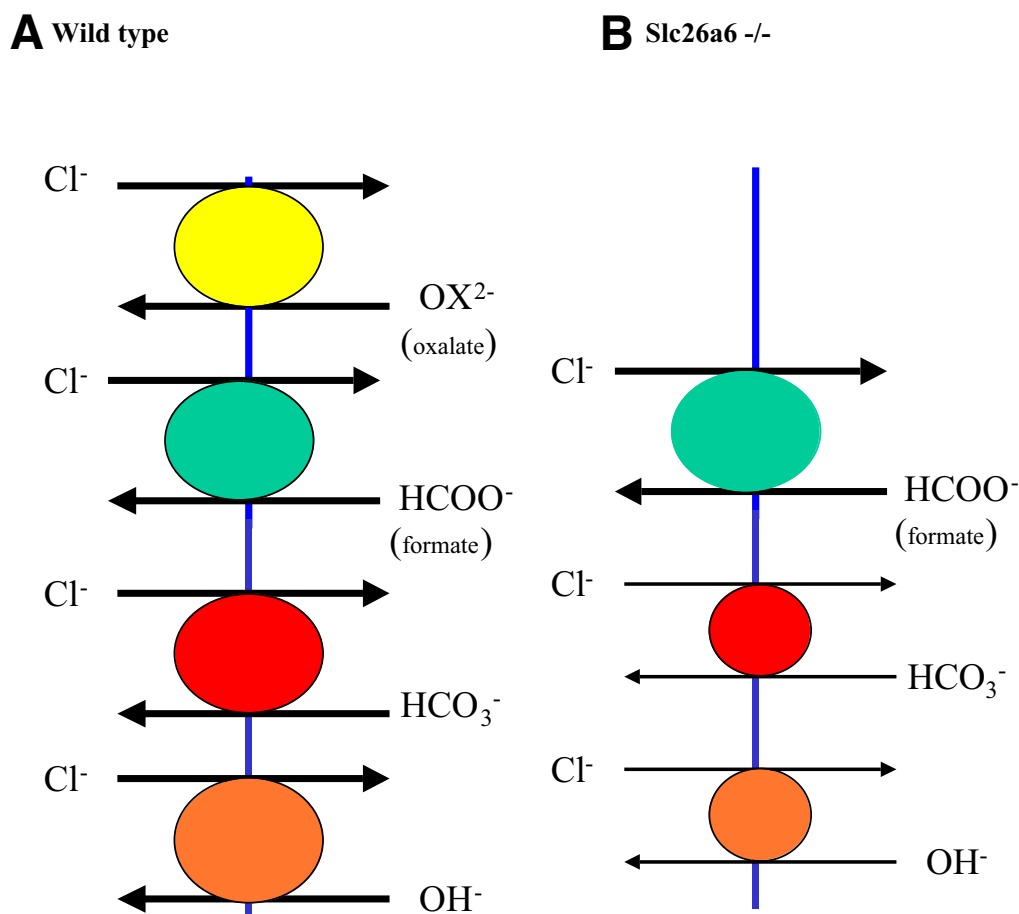 A Wild type
Cl⁻
OX²⁻
(oxalate)
Cl⁻
HCOO⁻
(formate)
Cl⁻
HCO₃⁻
Cl⁻
OH⁻
B Slc26a6 -/-
Cl⁻
HCOO⁻
(formate)
Cl⁻
HCO₃⁻
Cl⁻
OH⁻